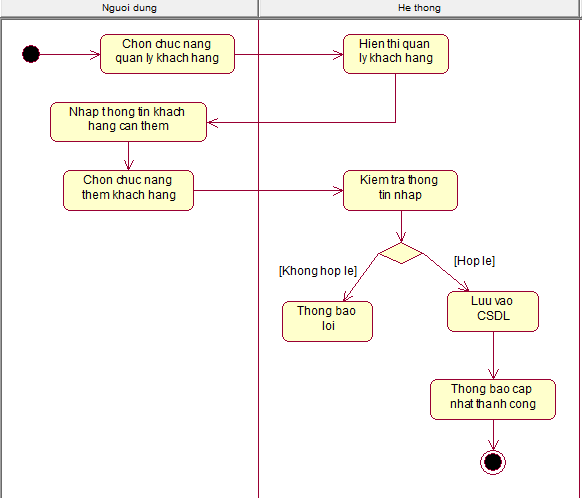 Nguoi dung
He thong
Chon chuc nang
quan ly khach hang
Hien thi quan
ly khach hang
Nhap thong tin khach
hang can them
Chon chuc nang
them khach hang
Kiem tra thong
tin nhap
[Khong hop le]
[Hop le]
Thong bao
loi
Luu vao
CSDL
Thong bao cap
nhat thanh cong